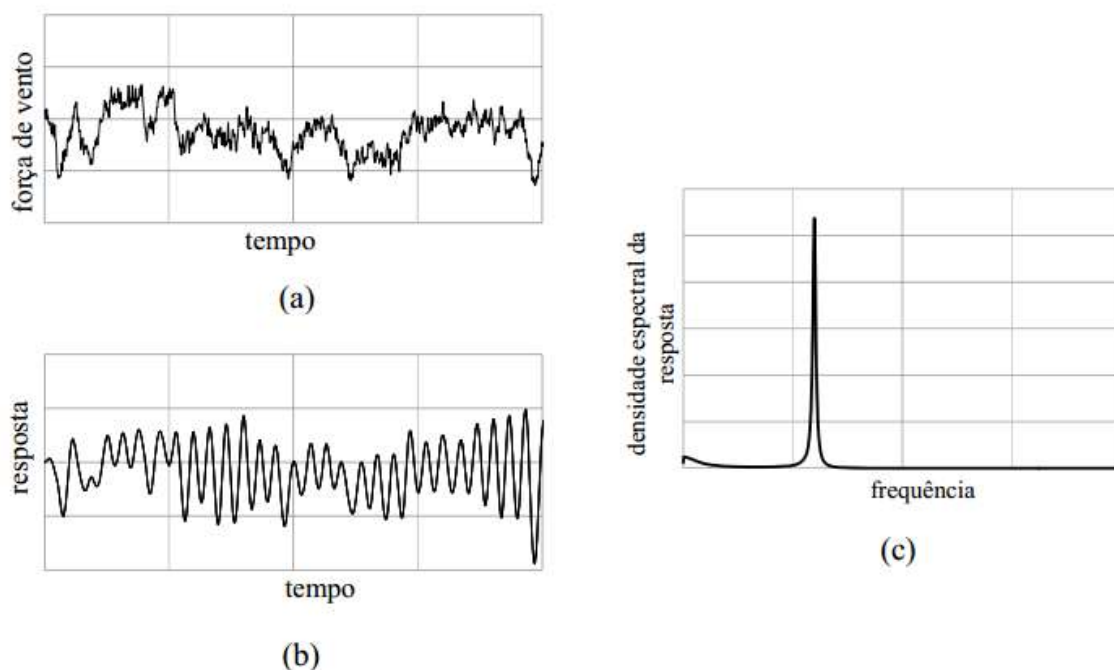 força de vento
tempo
(a)
resposta
tempo
(b)
densidade espectral da
resposta
frequência
(c)